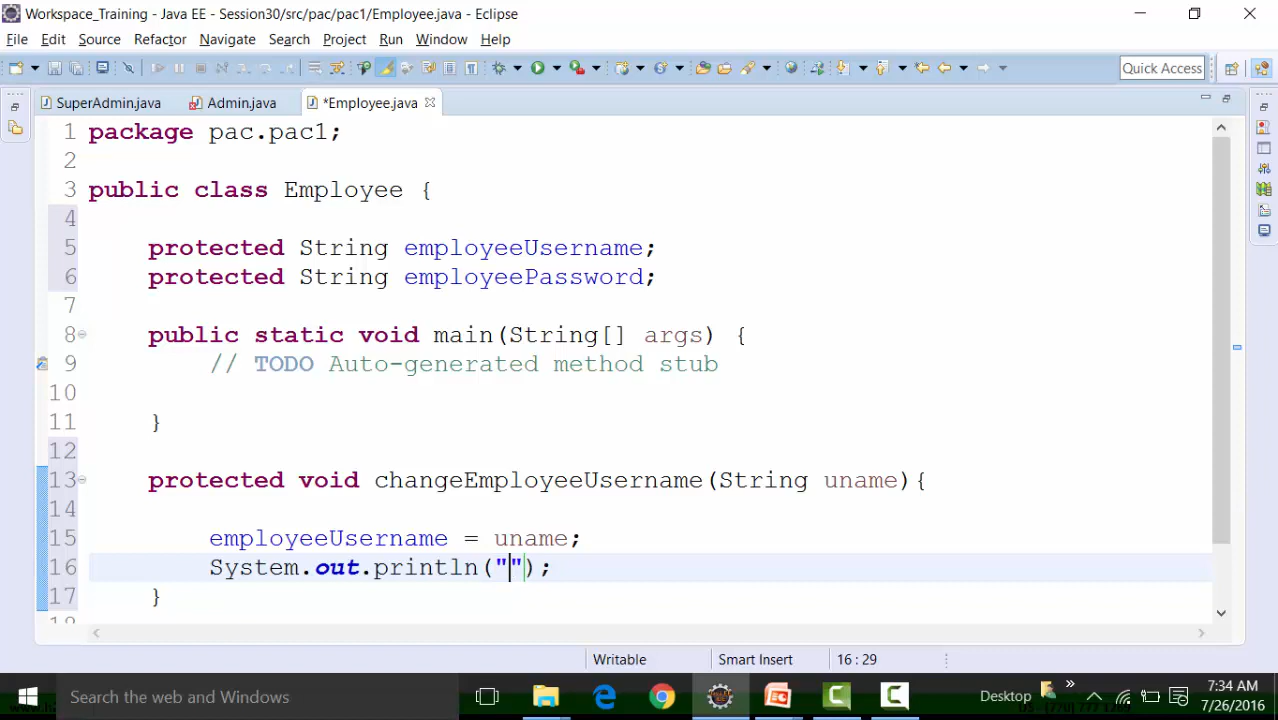 Workspace_Training - Java EE - Session30/src/pac/pac1/Employee.java - Eclipse
File Edit Source Refactor Navigate Search Project Run Window Help
Quick Access
SuperAdmin.java Admin.java *Employee.java
1 package pac.pac1;
2
3 public class Employee {
4
5 protected String employeeUsername;
6 protected String employeePassword;
7
8 public static void main(String[] args) {
9 // TODO Auto-generated method stub
10
11 }
12
13 protected void changeEmployeeUsername(String uname){
14
15 employeeUsername = uname;
16 System.out.println("");
17 }
18
Writable Smart Insert 16 : 29
Search the web and Windows
Desktop
7:34 AM
7/26/2016